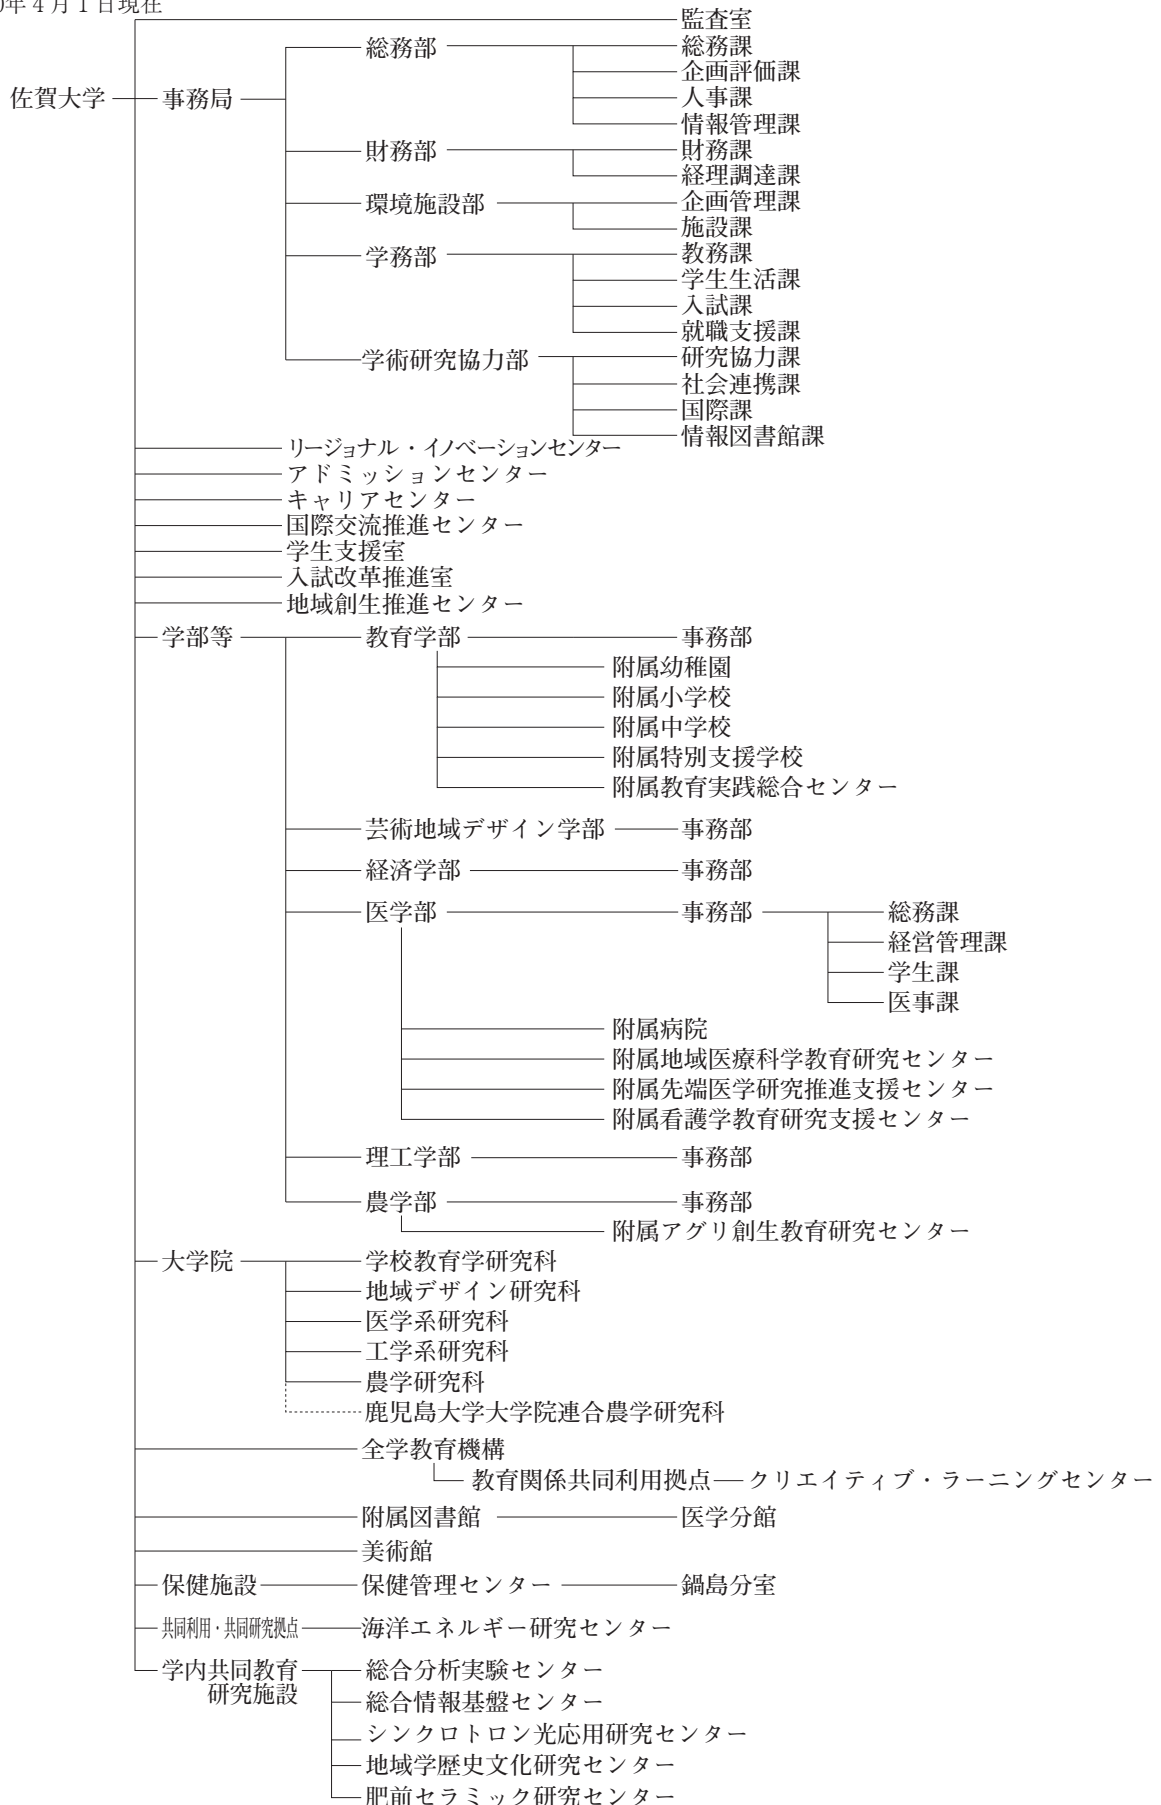 年4月1日現在
監査室
佐賀大学
事務局
総務部
総務課
企画評価課
人事課
情報管理課
財務部
財務課
経理調達課
環境施設部
企画管理課
施設課
学務部
教務課
学生生活課
入試課
就職支援課
学術研究協力部
研究協力課
社会連携課
国際課
情報図書館課
リージョナル・イノベーションセンター
アドミッションセンター
キャリアセンター
国際交流推進センター
学生支援室
入試改革推進室
地域創生推進センター
学部等
教育学部
事務部
附属幼稚園
附属小学校
附属中学校
附属特別支援学校
附属教育実践総合センター
芸術地域デザイン学部
事務部
経済学部
事務部
医学部
事務部
総務課
経営管理課
学生課
医事課
附属病院
附属地域医療科学教育研究センター
附属先端医学研究推進支援センター
附属看護学教育研究支援センター
理工学部
事務部
農学部
事務部
附属アグリ創生教育研究センター
大学院
学校教育学研究科
地域デザイン研究科
医学系研究科
工学系研究科
農学研究科
鹿児島大学大学院連合農学研究科
全学教育機構
教育関係共同利用拠点
クリエイティブ・ラーニングセンター
附属図書館
医学分館
美術館
保健施設
保健管理センター
鍋島分室
共同利用・共同研究拠点
海洋エネルギー研究センター
学内共同教育
研究施設
総合分析実験センター
総合情報基盤センター
シンクロトロン光応用研究センター
地域学歴史文化研究センター
肥前セラミック研究センター